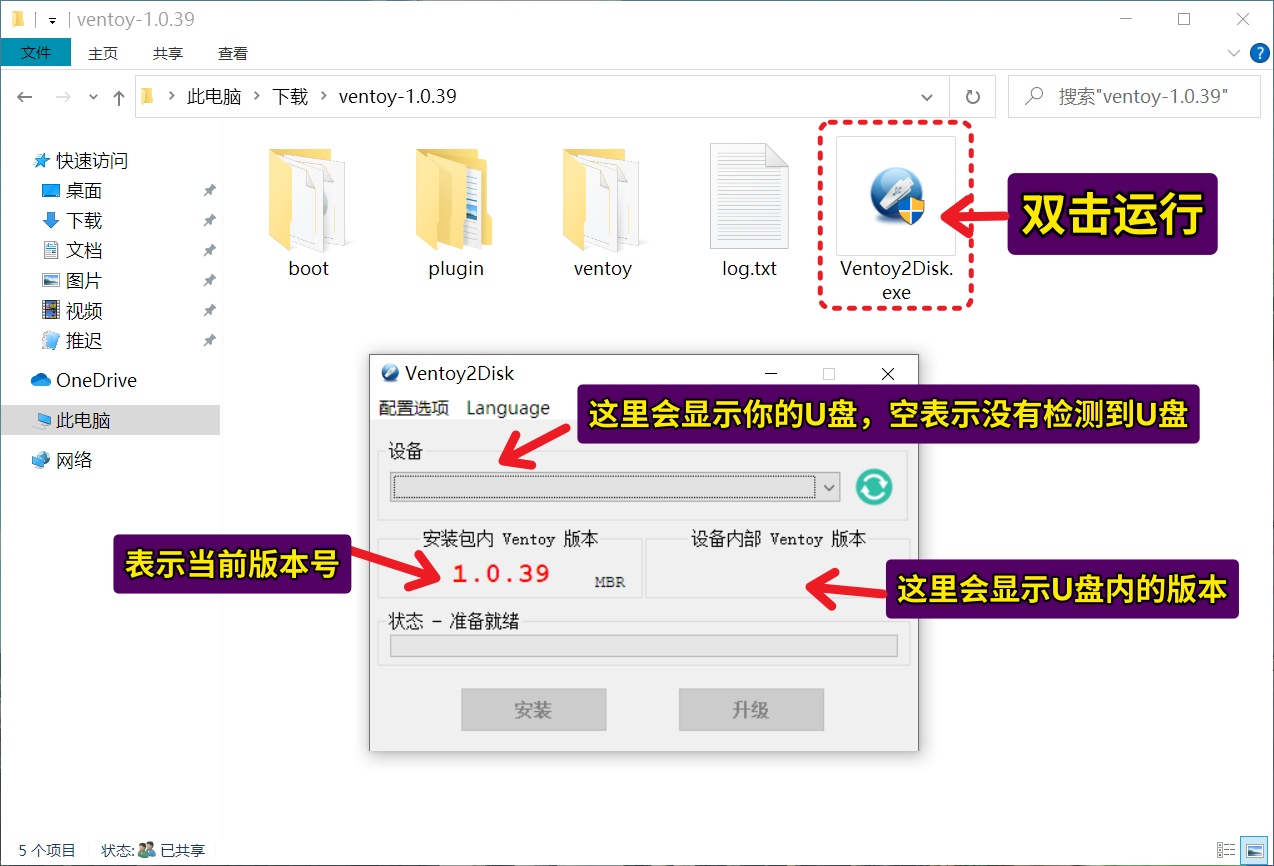 ventoy-1.0.39
文件 主页 共享 查看
此电脑 下载 ventoy-1.0.39
搜索"ventoy-1.0.39"
快速访问
桌面
下载
文档
图片
视频
推迟
OneDrive
此电脑
网络
boot
plugin
ventoy
log.txt
Ventoy2Disk.
exe
双击运行
Ventoy2Disk
配置选项 Language
这里会显示你的U盘，空表示没有检测到U盘
设备
安装包内 Ventoy 版本
设备内部 Ventoy 版本
表示当前版本号
1.0.39
MBR
这里会显示U盘内的版本
状态 - 准备就绪
安装
升级
5 个项目
状态: 已共享